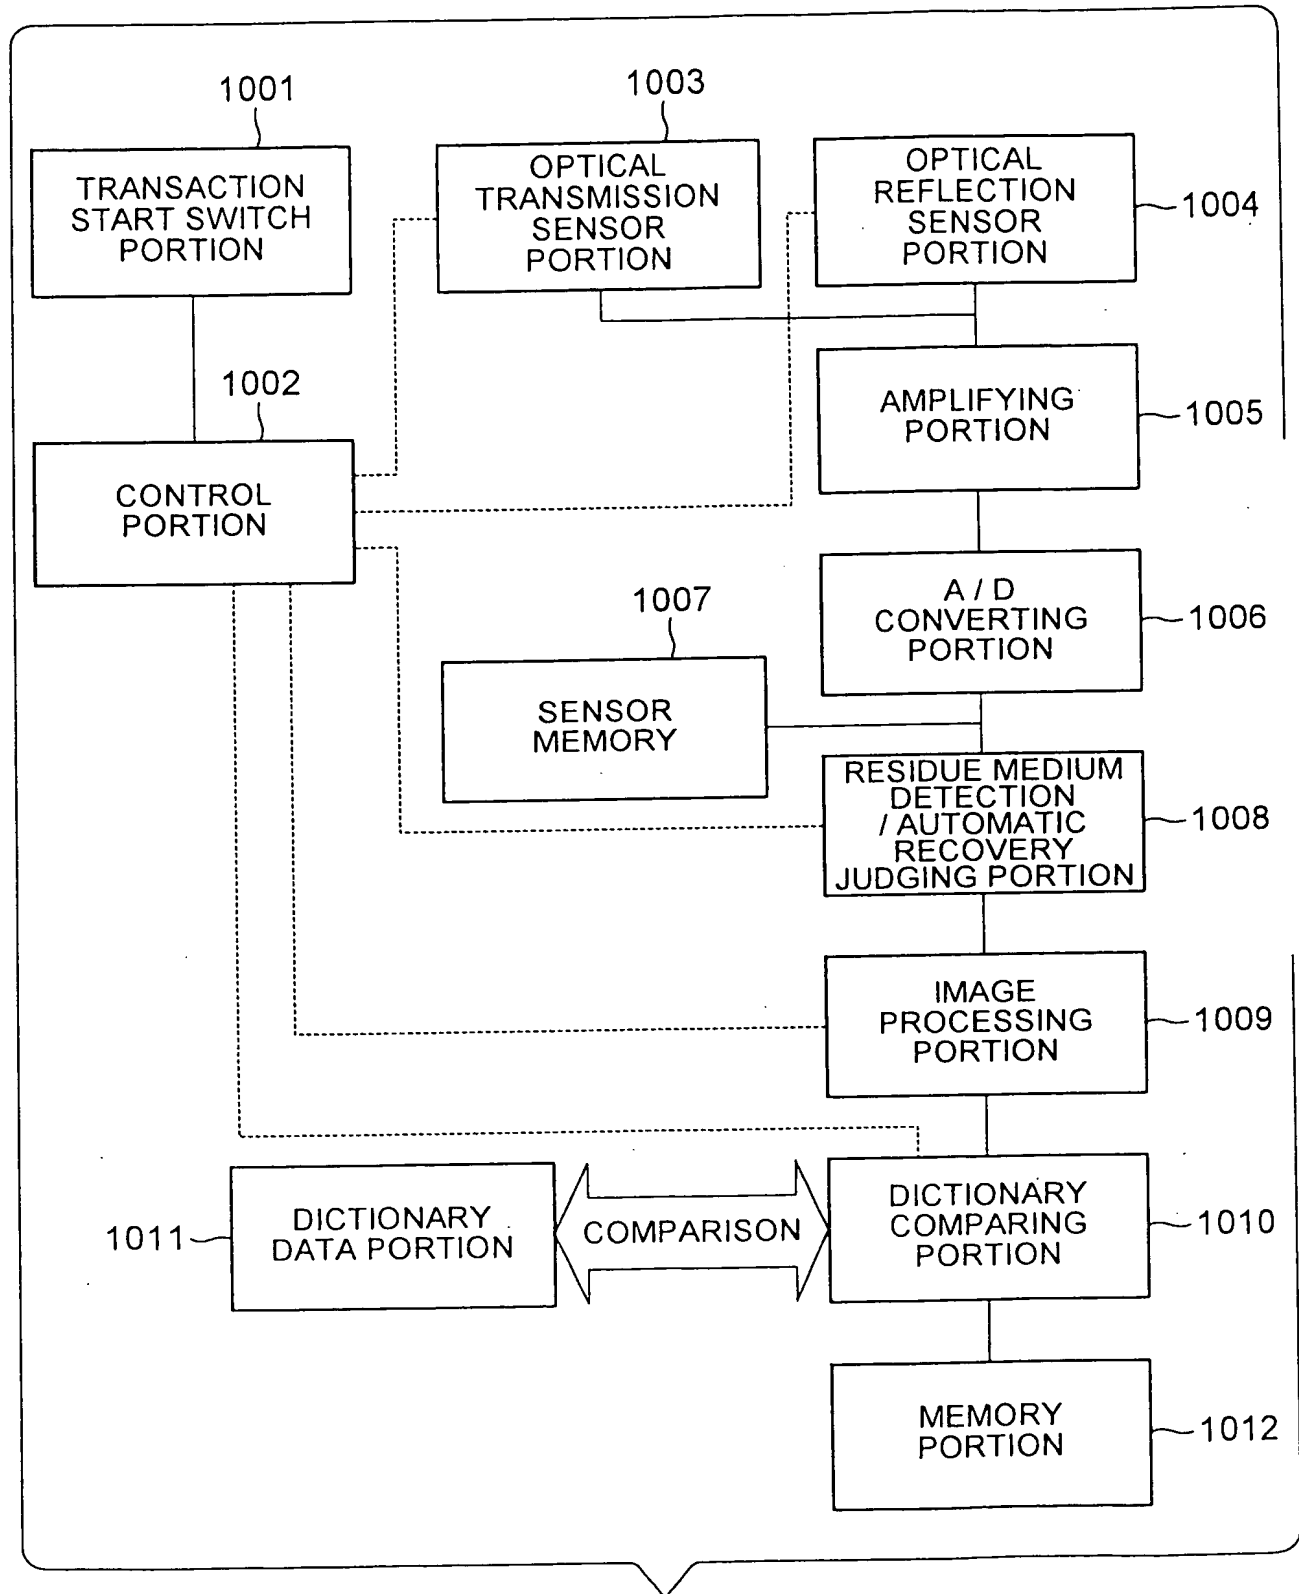 1001
TRANSACTION
START SWITCH
PORTION
1003
OPTICAL
TRANSMISSION
SENSOR
PORTION
OPTICAL
REFLECTION
SENSOR
PORTION
1004
1002
CONTROL
PORTION
AMPLIFYING
PORTION
1005
A / D
CONVERTING
PORTION
1006
1007
SENSOR
MEMORY
RESIDUE MEDIUM
DETECTION
/ AUTOMATIC
RECOVERY
JUDGING PORTION
1008
IMAGE
PROCESSING
PORTION
1009
1011
DICTIONARY
DATA PORTION
COMPARISON
DICTIONARY
COMPARING
PORTION
1010
MEMORY
PORTION
1012